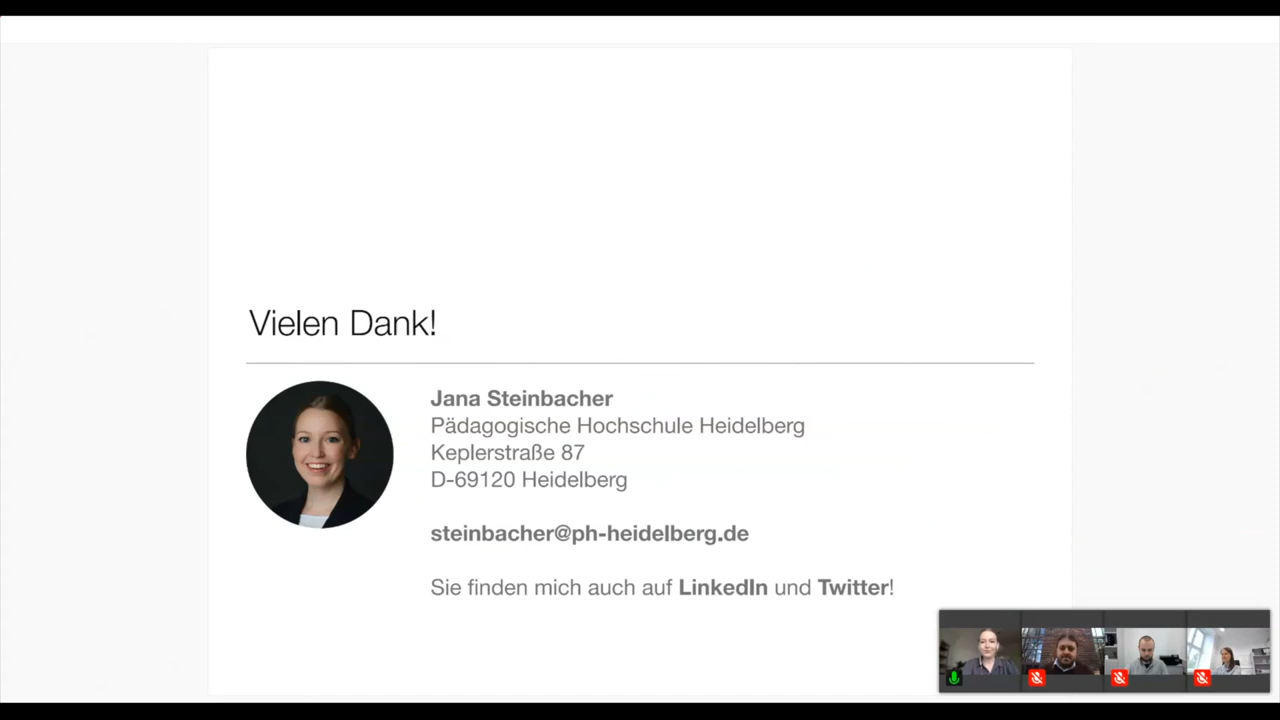 Vielen Dank!
Jana Steinbacher
Pädagogische Hochschule Heidelberg
Keplerstraße 87
D-69120 Heidelberg
steinbacher@ph-heidelberg.de
Sie finden mich auch auf LinkedIn und Twitter!